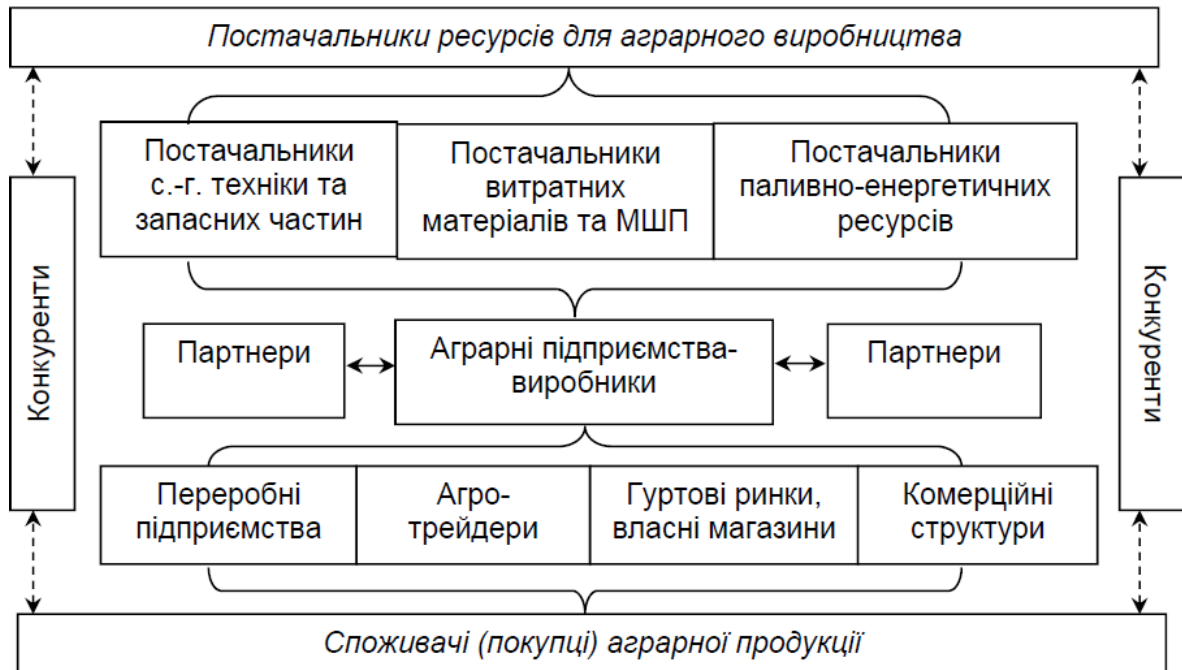 Постачальники ресурсів для аграрного виробництва
Постачальники
с.-г. техніки та
запасних частин
Постачальники
витратних
матеріалів та МШП
Постачальники
паливно-енергетичних
ресурсів
Конкуренти
Конкуренти
Партнери
Аграрні підприємства-
виробники
Партнери
Переробні
підприємства
Агро-
трейдери
Гуртові ринки,
власні магазини
Комерційні
структури
Споживачі (покупці) аграрної продукції